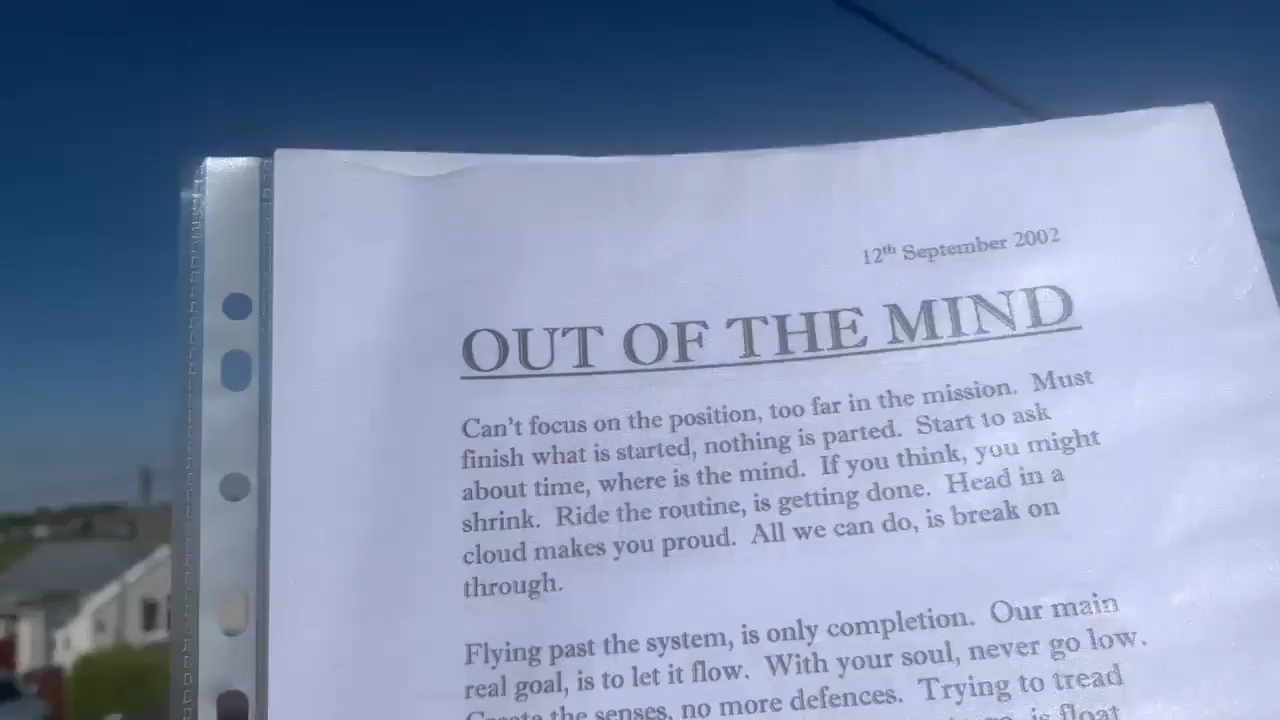 12th September 2002
OUT OF THE MIND
Can't focus on the position, too far in the mission. Must
finish what is started, nothing is parted. Start to ask
about time, where is the mind. If you think, you might
shrink. Ride the routine, is getting done. Head in a
cloud makes you proud. All we can do, is break on
through.
Flying past the system, is only completion. Our main
real goal, is to let it flow. With your soul, never go low.
Create the senses, no more defences. Trying to tread
is float